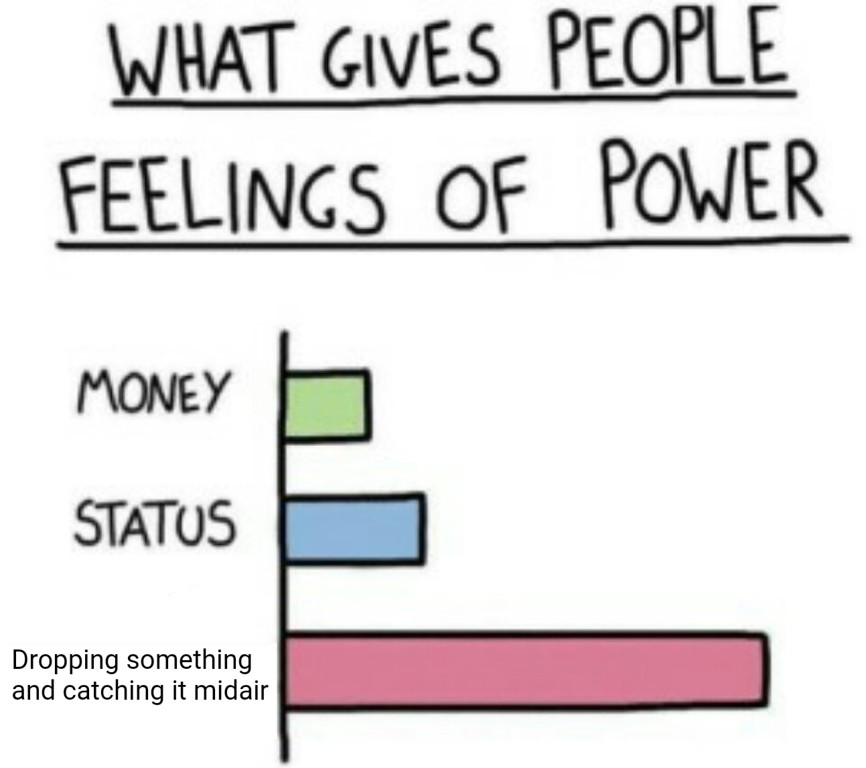 WHAT GIVES PEOPLE
FEELINGS OF POWER
MONEY
STATUS
Dropping something
and catching it midair